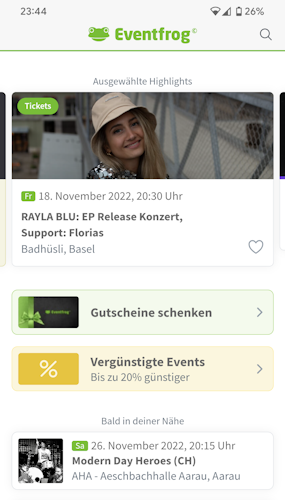 23:44
26%
Eventfrog©
Ausgewählte Highlights
Tickets
Fr 18. November 2022, 20:30 Uhr
RAYLA BLU: EP Release Konzert,
Support: Florias
Badhüsli, Basel
eventfrog
Gutscheine schenken
%
Vergünstigte Events
Bis zu 20% günstiger
Bald in deiner Nähe
Sa 26. November 2022, 20:15 Uhr
Modern Day Heroes (CH)
AHA - Aeschbachhalle Aarau, Aarau